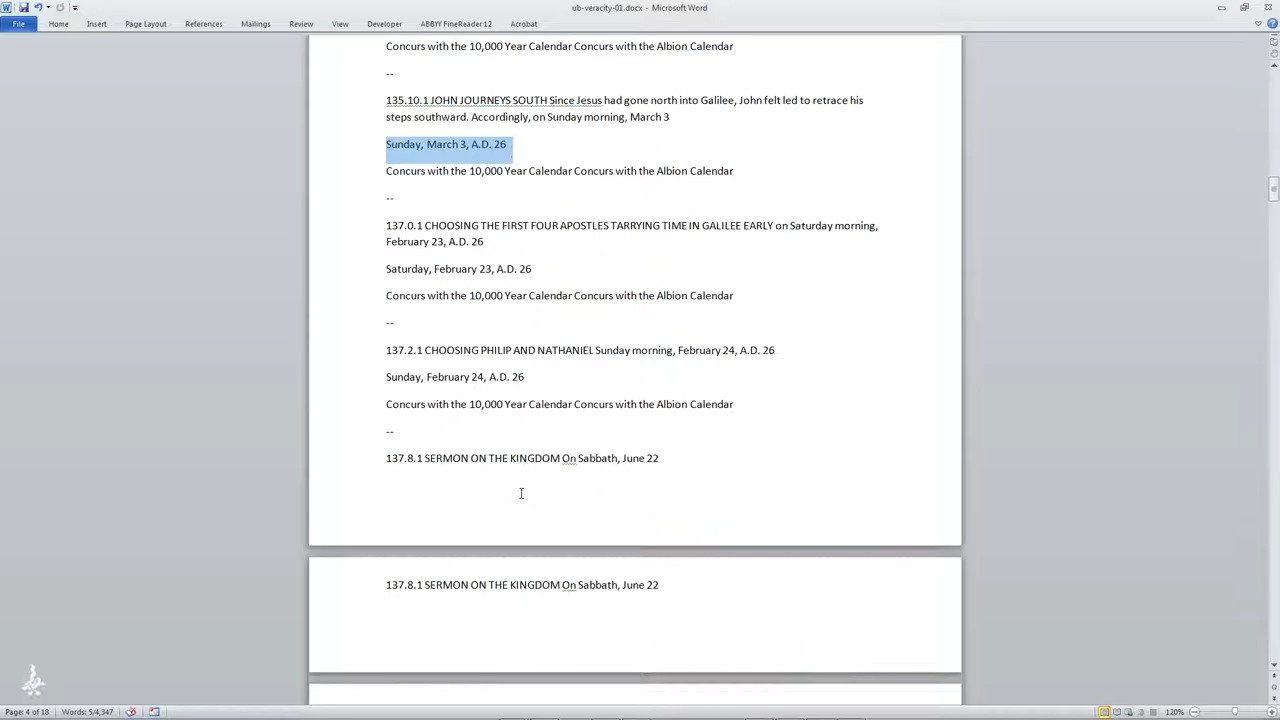 ub-veracity-01.docx - Microsoft Word
File Home Insert Page Layout References Mailings Review View Developer ABBYY FineReader 12 Acrobat
Concurs with the 10,000 Year Calendar Concurs with the Albion Calendar
--
135.10.1 JOHN JOURNEYS SOUTH Since Jesus had gone north into Galilee, John felt led to retrace his
steps southward. Accordingly, on Sunday morning, March 3
Sunday, March 3, A.D. 26
Concurs with the 10,000 Year Calendar Concurs with the Albion Calendar
--
137.0.1 CHOOSING THE FIRST FOUR APOSTLES TARRYING TIME IN GALILEE EARLY on Saturday morning,
February 23, A.D. 26
Saturday, February 23, A.D. 26
Concurs with the 10,000 Year Calendar Concurs with the Albion Calendar
--
137.2.1 CHOOSING PHILIP AND NATHANIEL Sunday morning, February 24, A.D. 26
Sunday, February 24, A.D. 26
Concurs with the 10,000 Year Calendar Concurs with the Albion Calendar
--
137.8.1 SERMON ON THE KINGDOM On Sabbath, June 22
137.8.1 SERMON ON THE KINGDOM On Sabbath, June 22
Page: 4 of 18 Words: 5/4,347 120%